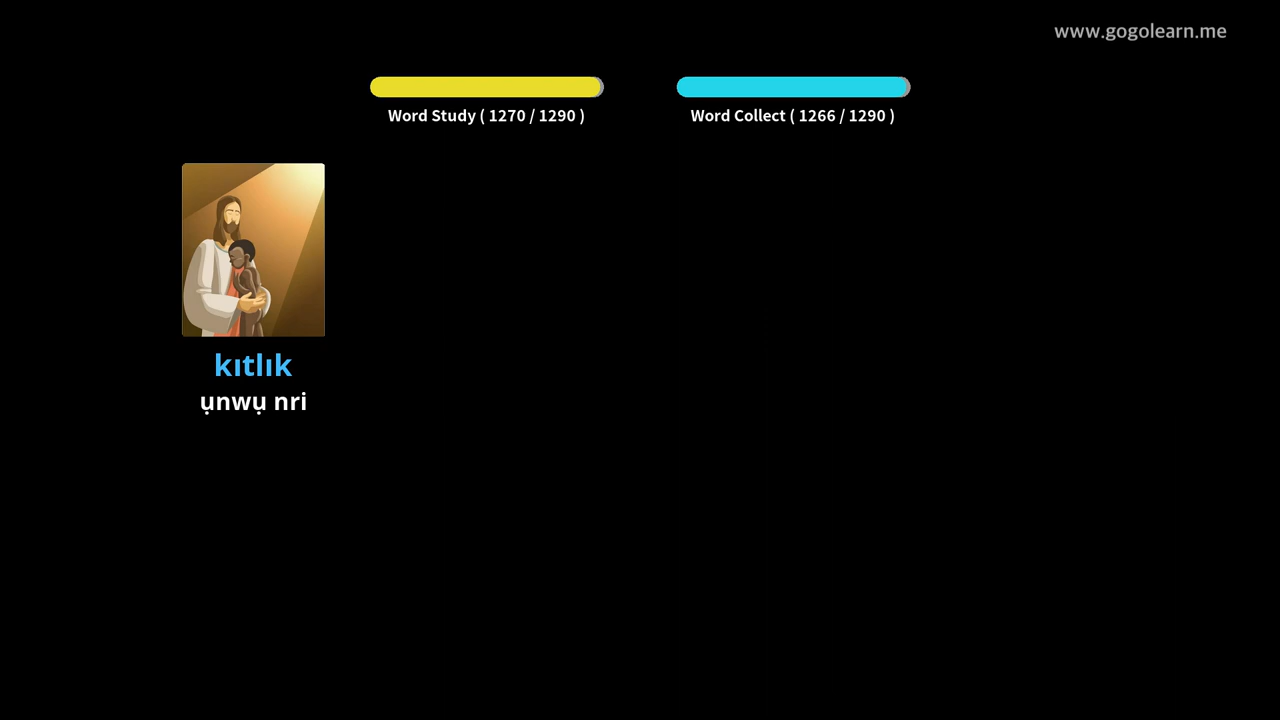 www.gogolearn.me
Word Study ( 1270 / 1290 )
Word Collect ( 1266 / 1290 )
kıtlık
ụnwụ nri